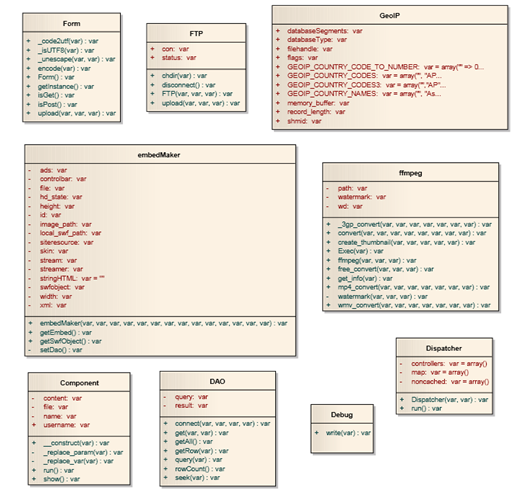 Form
+ _code2utf(var) : var
+ _isUTF8(var) : var
+ _unescape(var, var) : var
+ encode(var) : var
+ Form() : var
+ getInstance() : var
+ isGet() : var
+ isPost() : var
+ upload(var, var, var) : var
FTP
+ con: var
+ status: var
+ chdir(var) : var
+ disconnect() : var
+ FTP(var, var, var) : var
+ upload(var, var) : var
GeoIP
+ databaseSegments: var
+ databaseType: var
+ filehandle: var
+ flags: var
+ GEOIP_COUNTRY_CODE_TO_NUMBER: var = array("" => 0...
+ GEOIP_COUNTRY_CODES: var = array("", "AP...
+ GEOIP_COUNTRY_CODES3: var = array("","AP"...
+ GEOIP_COUNTRY_NAMES: var = array("", "As...
+ memory_buffer: var
+ record_length: var
+ shmid: var
embedMaker
- ads: var
- controlbar: var
- file: var
- hd_state: var
- height: var
- id: var
- image_path: var
- local_swf_path: var
- siteresource: var
- skin: var
- stream: var
- streamer: var
- stringHTML: var = ""
- swfobject: var
- width: var
- xml: var
+ embedMaker(var, var, var, var, var, var, var, var, var, var, var, var, var, var) : var
+ getEmbed() : var
+ getSwfObject() : var
- setDao() : var
ffmpeg
- path: var
- wstermark: var
- wd: var
+ _3gp_convert(var, var, var, var, var, var, var) : var
+ convert(var, var, var, var, var, var, var) : var
+ create_thumbnail(var, var, var, var, var) : var
+ Exec(var) : var
+ ffmpeg(var, var, var) : var
+ free_convert(var, var, var) : var
+ get_info(var) : var
+ mp4_convert(var, var, var, var, var, var, var) : var
- watermark(var, var, var) : var
+ wmv_convert(var, var, var, var, var, var, var) : var
Dispatcher
- controllers: var = array()
- map: var = array()
- noncached: var = array()
+ Dispatcher(var, var) : var
+ run() : var
Component
- content: var
- file: var
- name: var
+ username: var
+ __construct(var) : var
- _replace_param(var) : var
- _replace_var(var) : var
+ run() : var
+ show() : var
DAO
- query: var
- result: var
+ connect(var, var, var, var) : var
+ get(var, var) : var
+ getAll() : var
+ getRow(var) : var
+ query(var) : var
+ rowCount() : var
+ seek(var) : var
Debug
+ write(var) : var